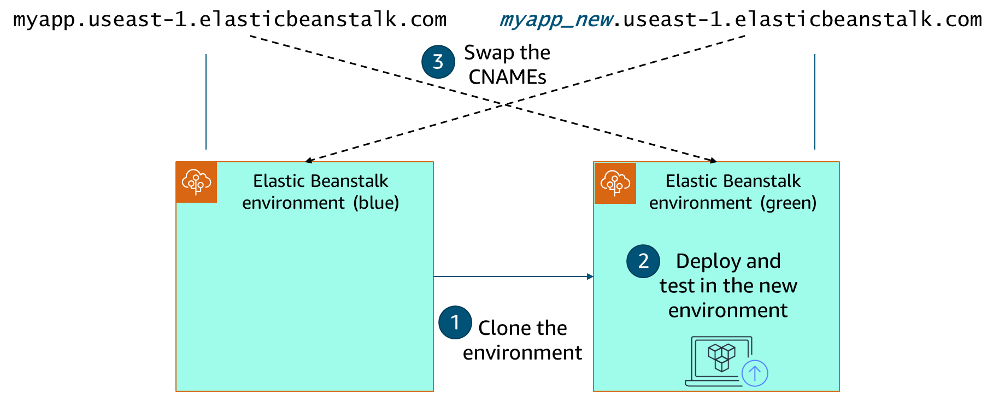 myapp.useast-1.elasticbeanstalk.com
myapp_new.useast-1.elasticbeanstalk.com
3
Swap the
CNAMEs
Elastic Beanstalk
environment (blue)
Elastic Beanstalk
environment (green)
2
Deploy and
test in the new
environment
1
Clone the
environment